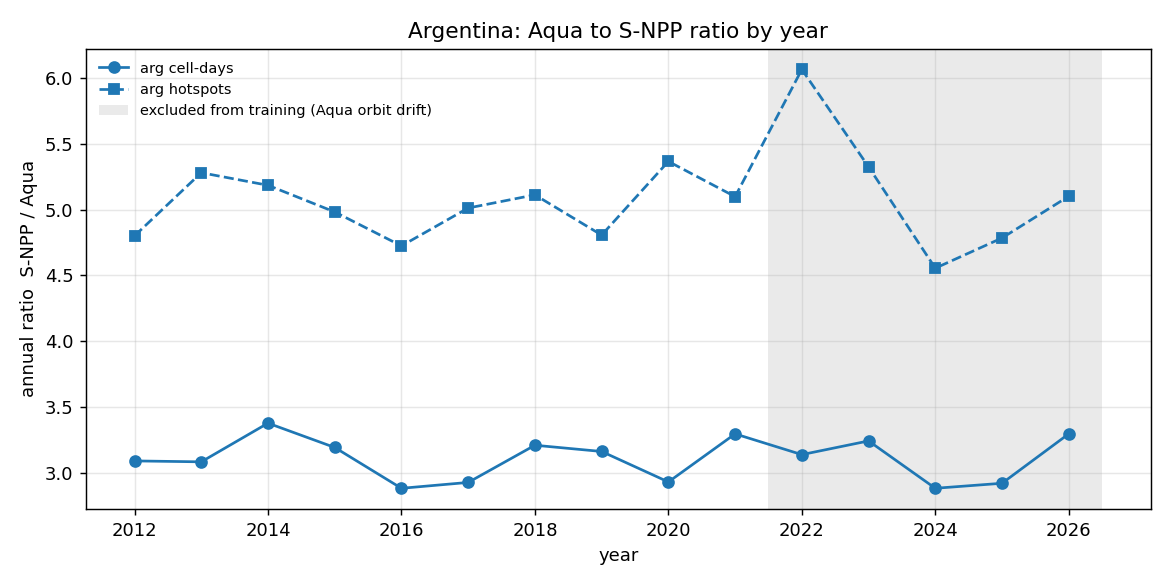 Argentina: Aqua to S-NPP ratio by year
arg cell-days
arg hotspots
excluded from training (Aqua orbit drift)
annual ratio  S-NPP / Aqua
6.0
5.5
5.0
4.5
4.0
3.5
3.0
2012
2014
2016
2018
2020
2022
2024
2026
year